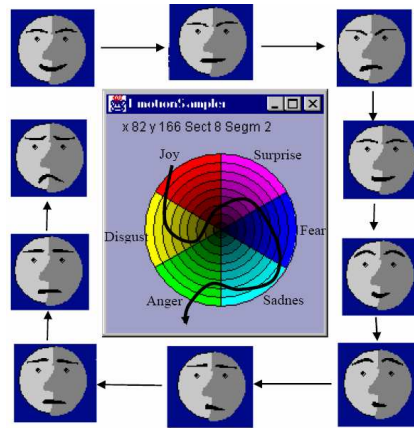 EmotionSampler
x 82 y 166 Sect 8 Segm 2
Joy
Surprise
Disgust
Fear
Anger
Sadnes